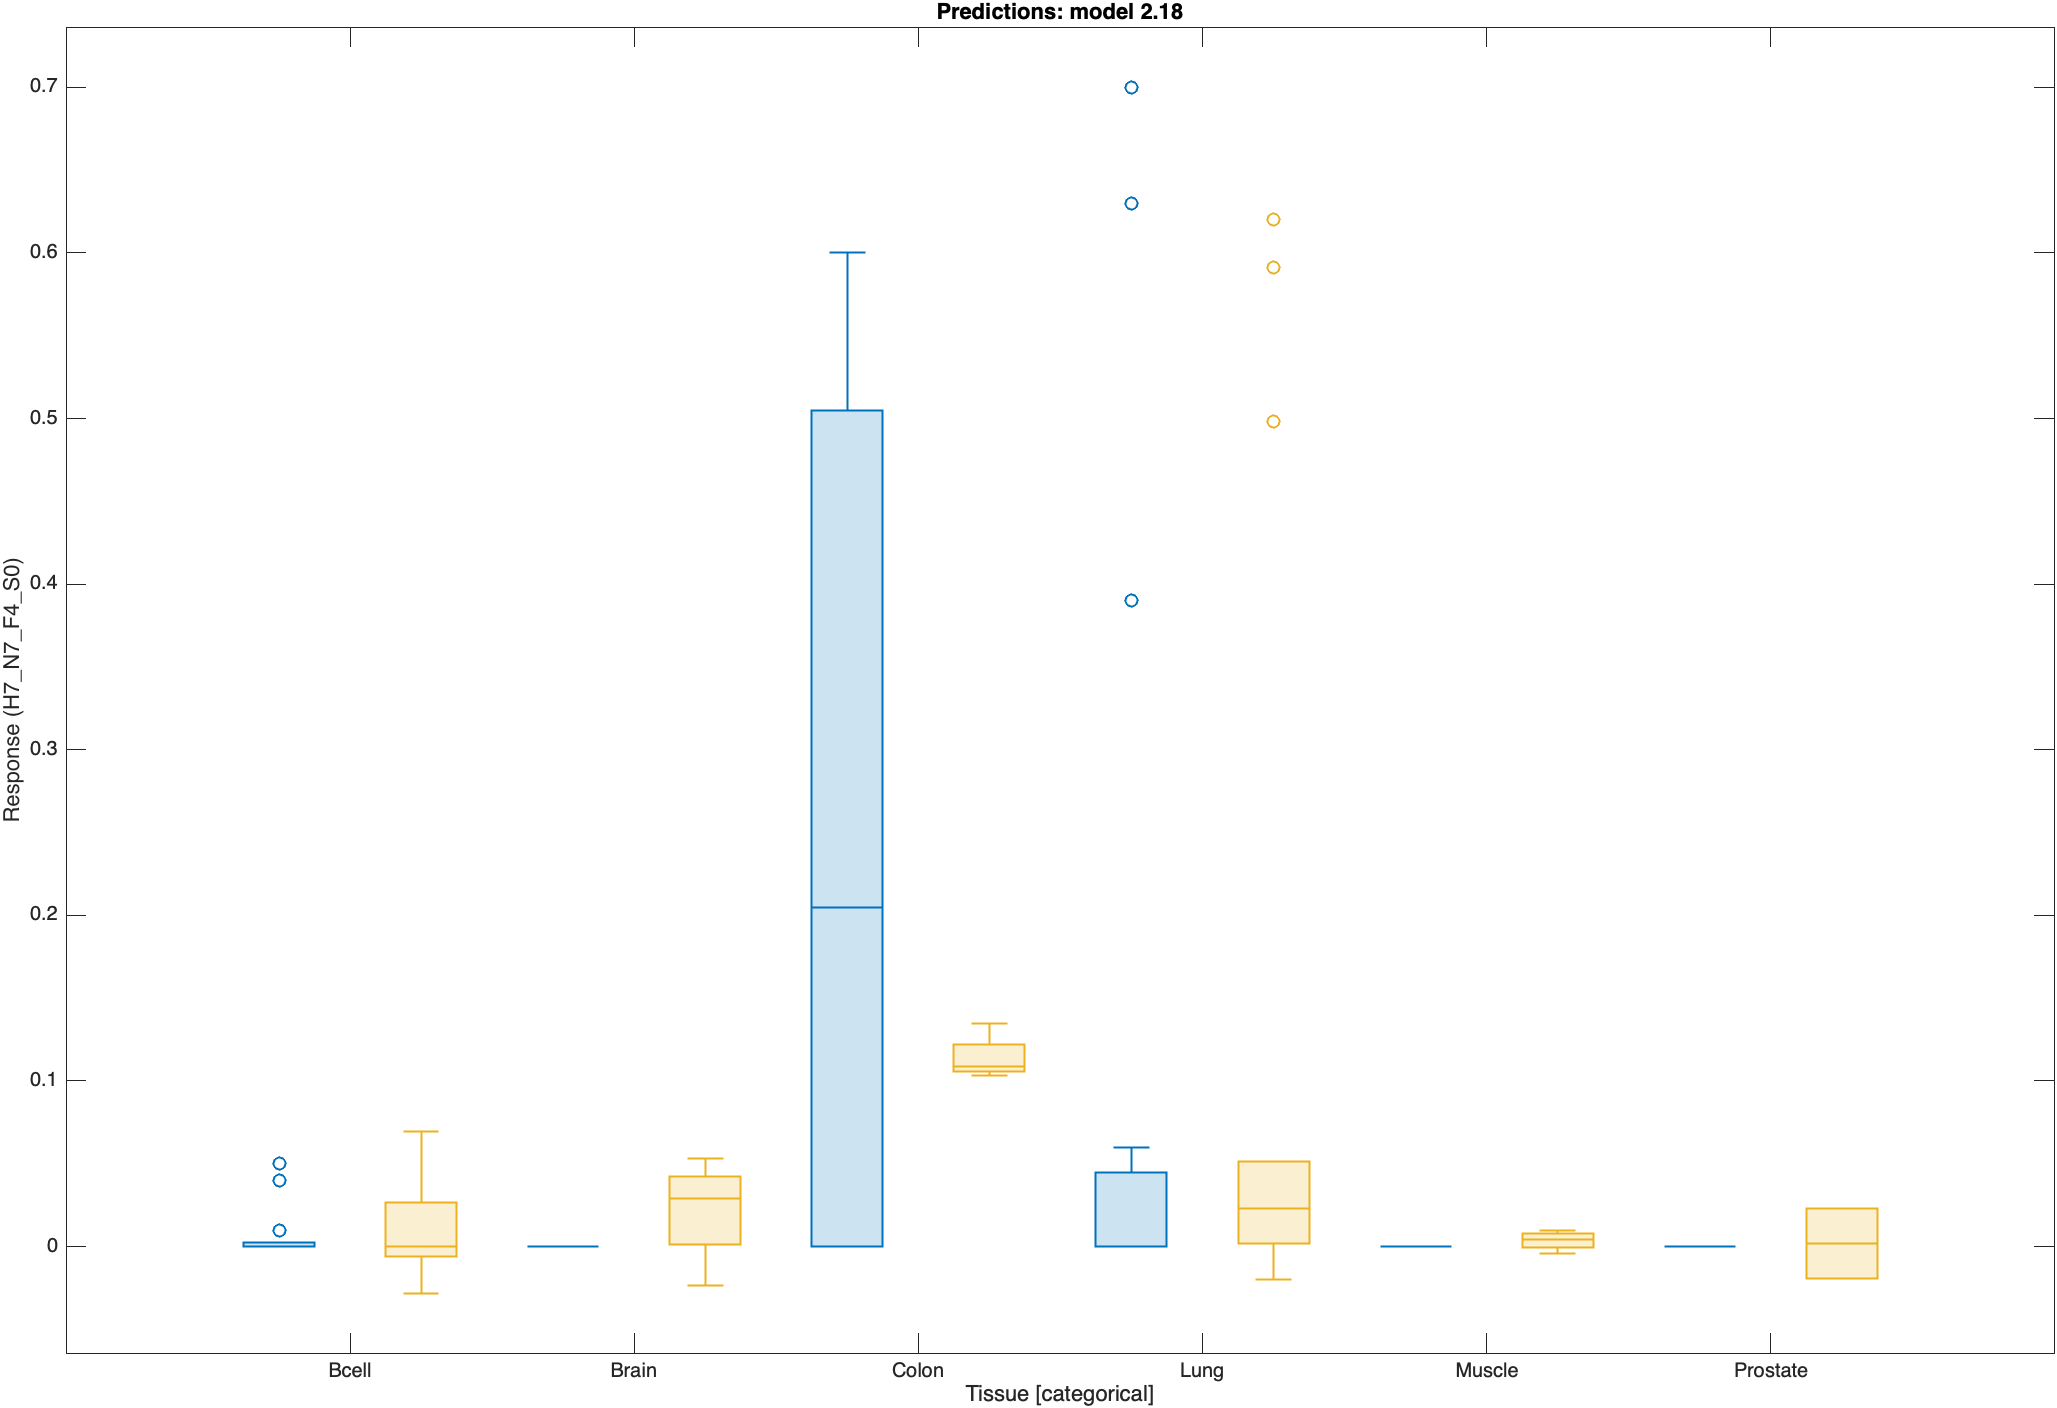 Predictions: model 2.18
Response (H7_N7_F4_S0)
0.7
0.6
0.5
0.4
0.3
0.2
0.1
0
Bcell
Brain
Colon
Lung
Muscle
Prostate
Tissue [categorical]